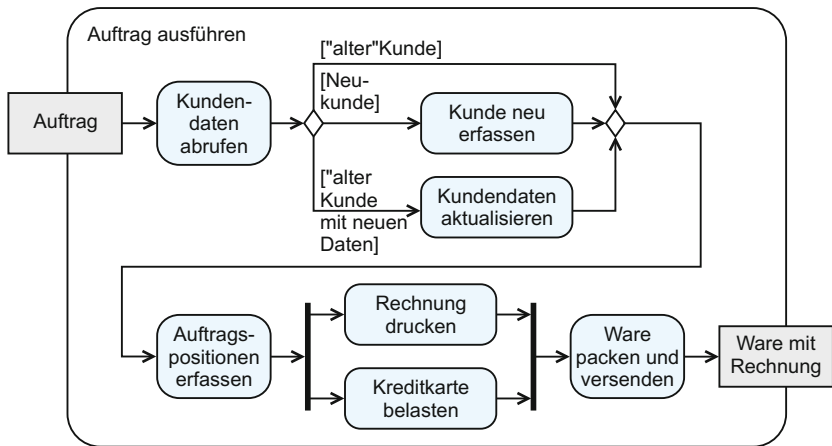 Auftrag ausführen
Auftrag
Kunden-
daten
abrufen
["alter"Kunde]
[Neu-
kunde]
Kunde neu
erfassen
["alter
Kunde
mit neuen
Daten]
Kundendaten
aktualisieren
Auftrags-
positionen
erfassen
Rechnung
drucken
Kreditkarte
belasten
Ware
packen und
versenden
Ware mit
Rechnung